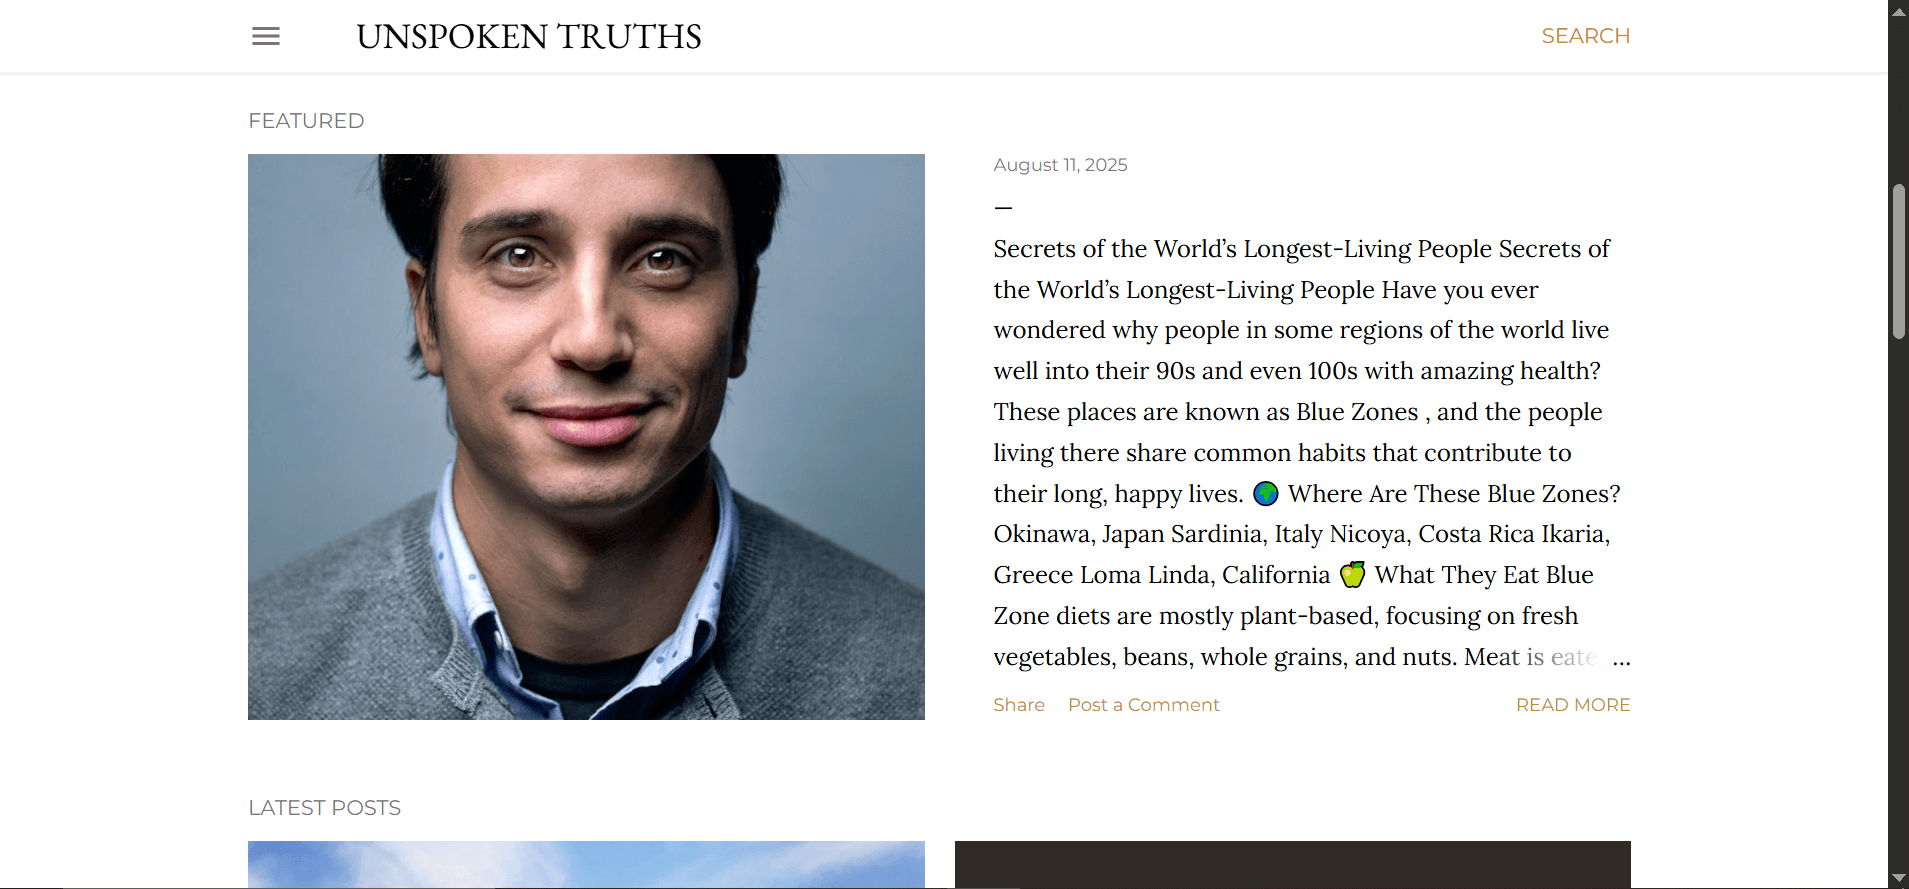 UNSPOKEN TRUTHS
SEARCH
FEATURED
August 11, 2025
Secrets of the World’s Longest-Living People Secrets of
the World’s Longest-Living People Have you ever
wondered why people in some regions of the world live
well into their 90s and even 100s with amazing health?
These places are known as Blue Zones , and the people
living there share common habits that contribute to
their long, happy lives. 🌍 Where Are These Blue Zones?
Okinawa, Japan Sardinia, Italy Nicoya, Costa Rica Ikaria,
Greece Loma Linda, California 🍏 What They Eat Blue
Zone diets are mostly plant-based, focusing on fresh
vegetables, beans, whole grains, and nuts. Meat is eate ...
Share Post a Comment READ MORE
LATEST POSTS